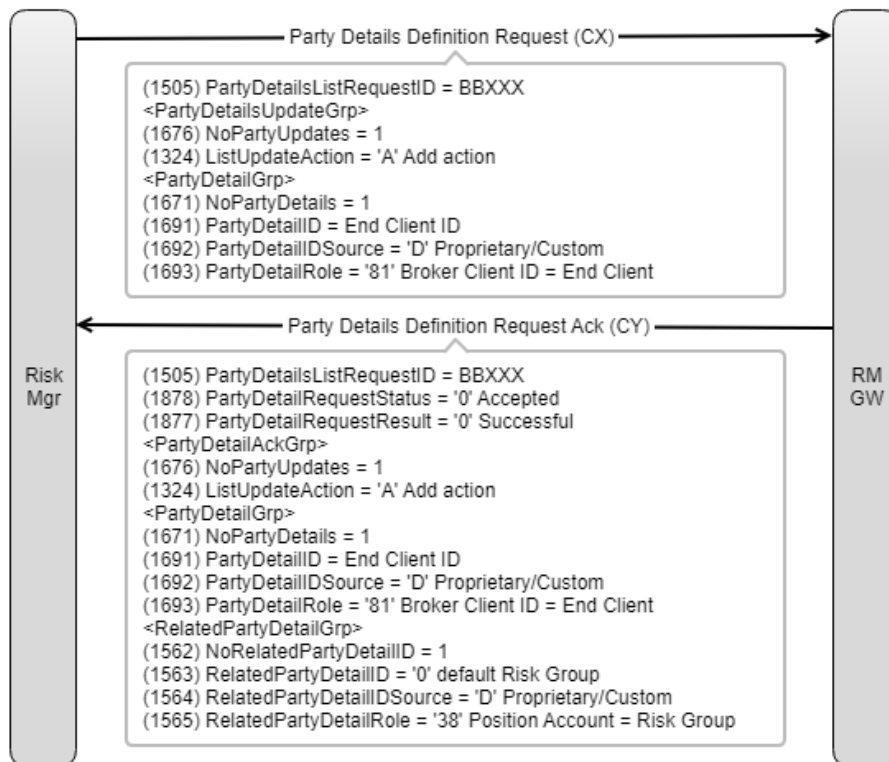 Party Details Definition Request (CX)
(1505) PartyDetailsListRequestID = BBXXX
<PartyDetailsUpdateGrp>
(1676) NoPartyUpdates = 1
(1324) ListUpdateAction = 'A' Add action
<PartyDetailGrp>
(1671) NoPartyDetails = 1
(1691) PartyDetailID = End Client ID
(1692) PartyDetailIDSource = 'D' Proprietary/Custom
(1693) PartyDetailRole = '81' Broker Client ID = End Client
Party Details Definition Request Ack (CY)
Risk
Mgr
(1505) PartyDetailsListRequestID = BBXXX
(1878) PartyDetailRequestStatus = '0' Accepted
(1877) PartyDetailRequestResult = '0' Successful
<PartyDetailAckGrp>
(1676) NoPartyUpdates = 1
(1324) ListUpdateAction = 'A' Add action
<PartyDetailGrp>
(1671) NoPartyDetails = 1
(1691) PartyDetailID = End Client ID
(1692) PartyDetailIDSource = 'D' Proprietary/Custom
(1693) PartyDetailRole = '81' Broker Client ID = End Client
<RelatedPartyDetailGrp>
(1562) NoRelatedPartyDetailID = 1
(1563) RelatedPartyDetailID = '0' default Risk Group
(1564) RelatedPartyDetailIDSource = 'D' Proprietary/Custom
(1565) RelatedPartyDetailRole = '38' Position Account = Risk Group
RM
GW